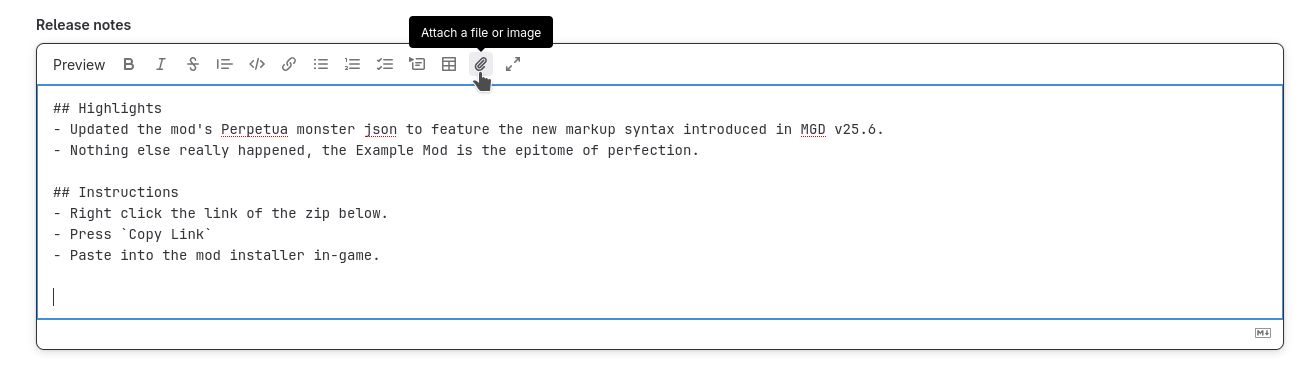 Release notes
Attach a file or image
Preview
## Highlights
- Updated the mod's Perpetua monster json to feature the new markup syntax introduced in MGD v25.6.
- Nothing else really happened, the Example Mod is the epitome of perfection.
## Instructions
- Right click the link of the zip below.
- Press `Copy Link`
- Paste into the mod installer in-game.